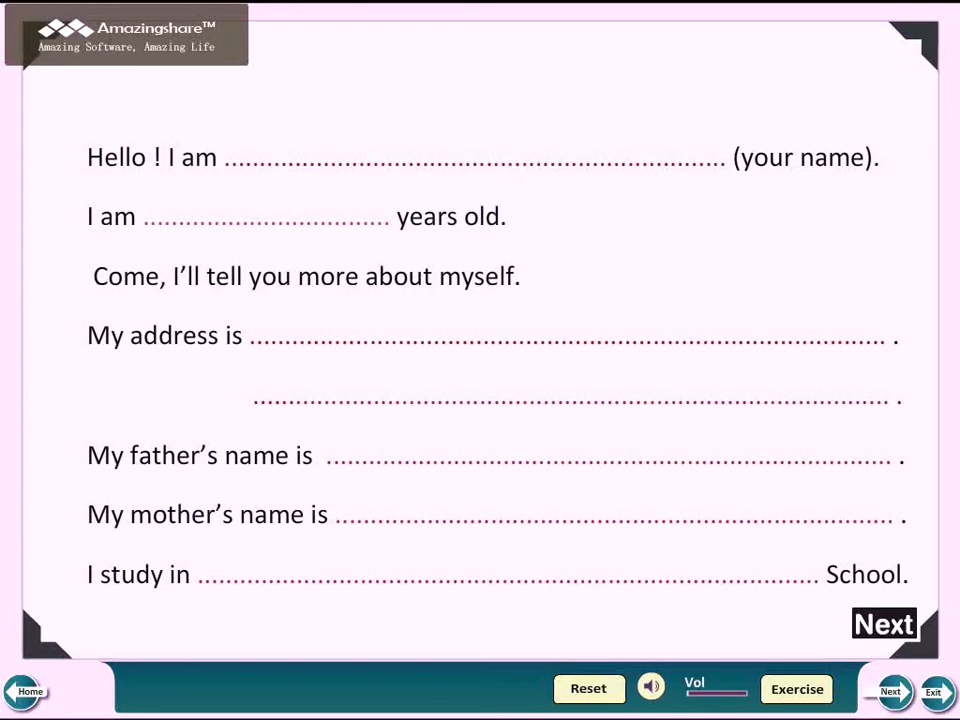 Amazingshare™
Amazing Software, Amazing Life
Hello ! I am ....................................................................... (your name).
I am ................................... years old.
Come, I’ll tell you more about myself.
My address is .......................................................................................... .
.......................................................................................... .
My father’s name is ................................................................................ .
My mother’s name is ............................................................................... .
I study in ........................................................................................ School.
Next
Home
Reset
Vol
Exercise
Next
Exit